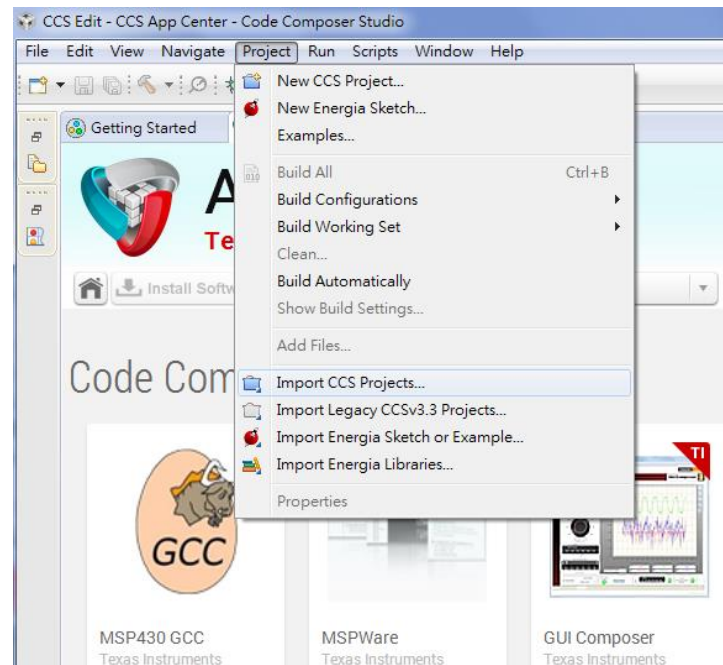 CCS Edit - CCS App Center - Code Composer Studio
File Edit View Navigate Project Run Scripts Window Help
New CCS Project...
New Energia Sketch...
Examples...
Build All Ctrl+B
Build Configurations
Build Working Set
Clean...
Build Automatically
Show Build Settings...
Add Files...
Import CCS Projects...
Import Legacy CCSv3.3 Projects...
Import Energia Sketch or Example...
Import Energia Libraries...
Properties
Getting Started
A
Te
Install Softw
Code Com
GCC
TI
MSP430 GCC
Texas Instruments
MSPWare
Texas Instruments
GUI Composer
Texas Instruments